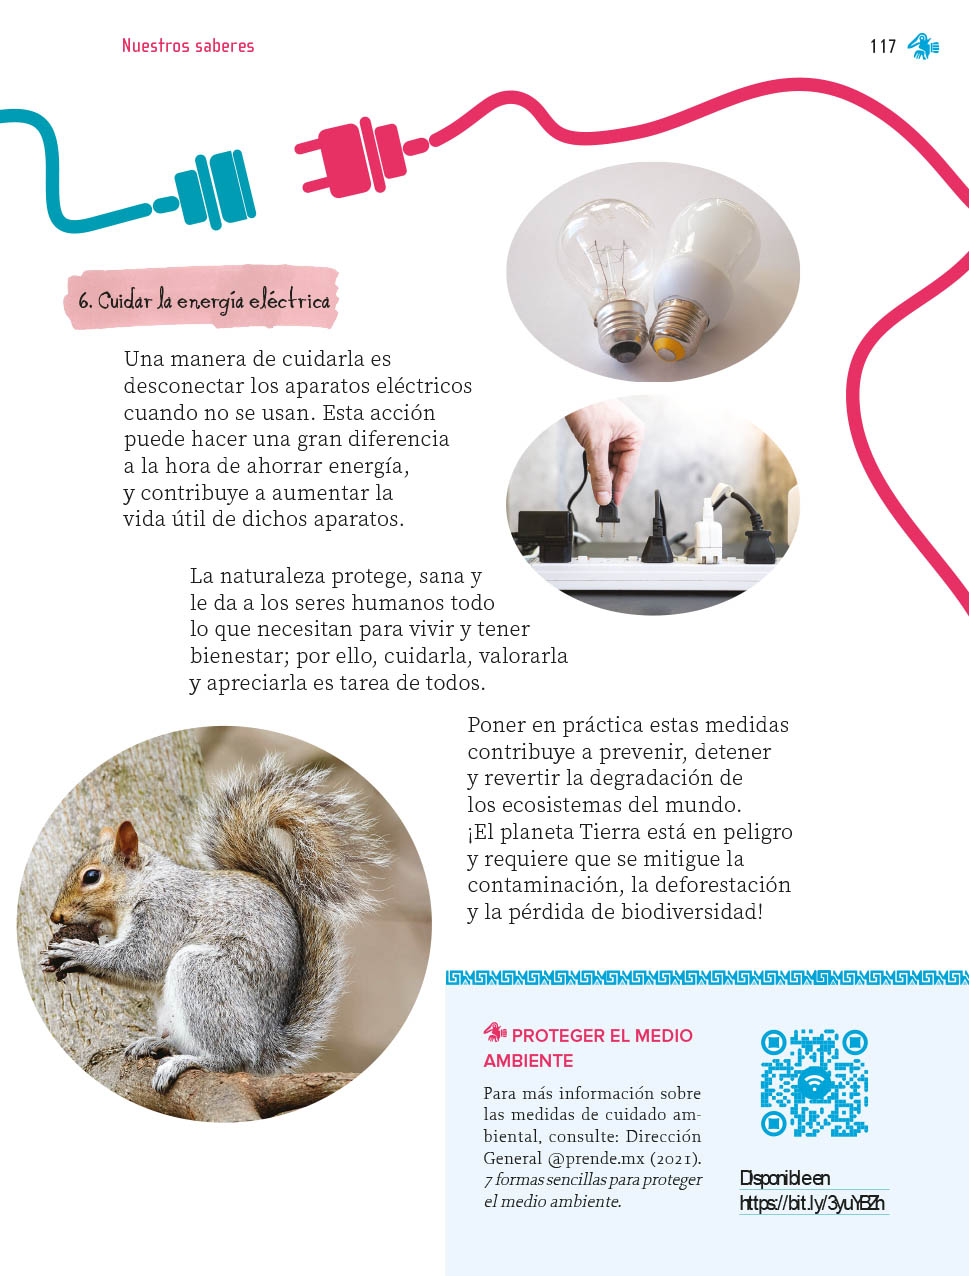 Nuestros saberes
117
6. Cuidar la energía eléctrica
Una manera de cuidarla es
desconectar los aparatos eléctricos
cuando no se usan. Esta acción
puede hacer una gran diferencia
a la hora de ahorrar energía,
y contribuye a aumentar la
vida útil de dichos aparatos.
La naturaleza protege, sana y
le da a los seres humanos todo
lo que necesitan para vivir y tener
bienestar; por ello, cuidarla, valorarla
y apreciarla es tarea de todos.
Poner en práctica estas medidas
contribuye a prevenir, detener
y revertir la degradación de
los ecosistemas del mundo.
¡El planeta Tierra está en peligro
y requiere que se mitigue la
contaminación, la deforestación
y la pérdida de biodiversidad!
PROTEGER EL MEDIO
AMBIENTE
Para más información sobre
las medidas de cuidado am-
biental, consulte: Dirección
General @prende.mx (2021).
7 formas sencillas para proteger
el medio ambiente.
Disponible en
https://bit.ly/3yuYBZn